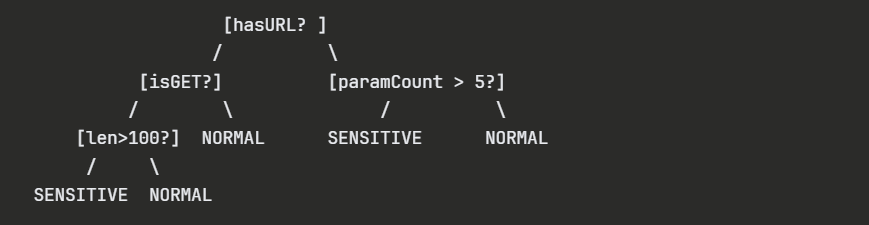 [hasURL? ]
/ \
[isGET?] [paramCount > 5?]
/ \ / \
[len>100?] NORMAL SENSITIVE NORMAL
/ \
SENSITIVE NORMAL